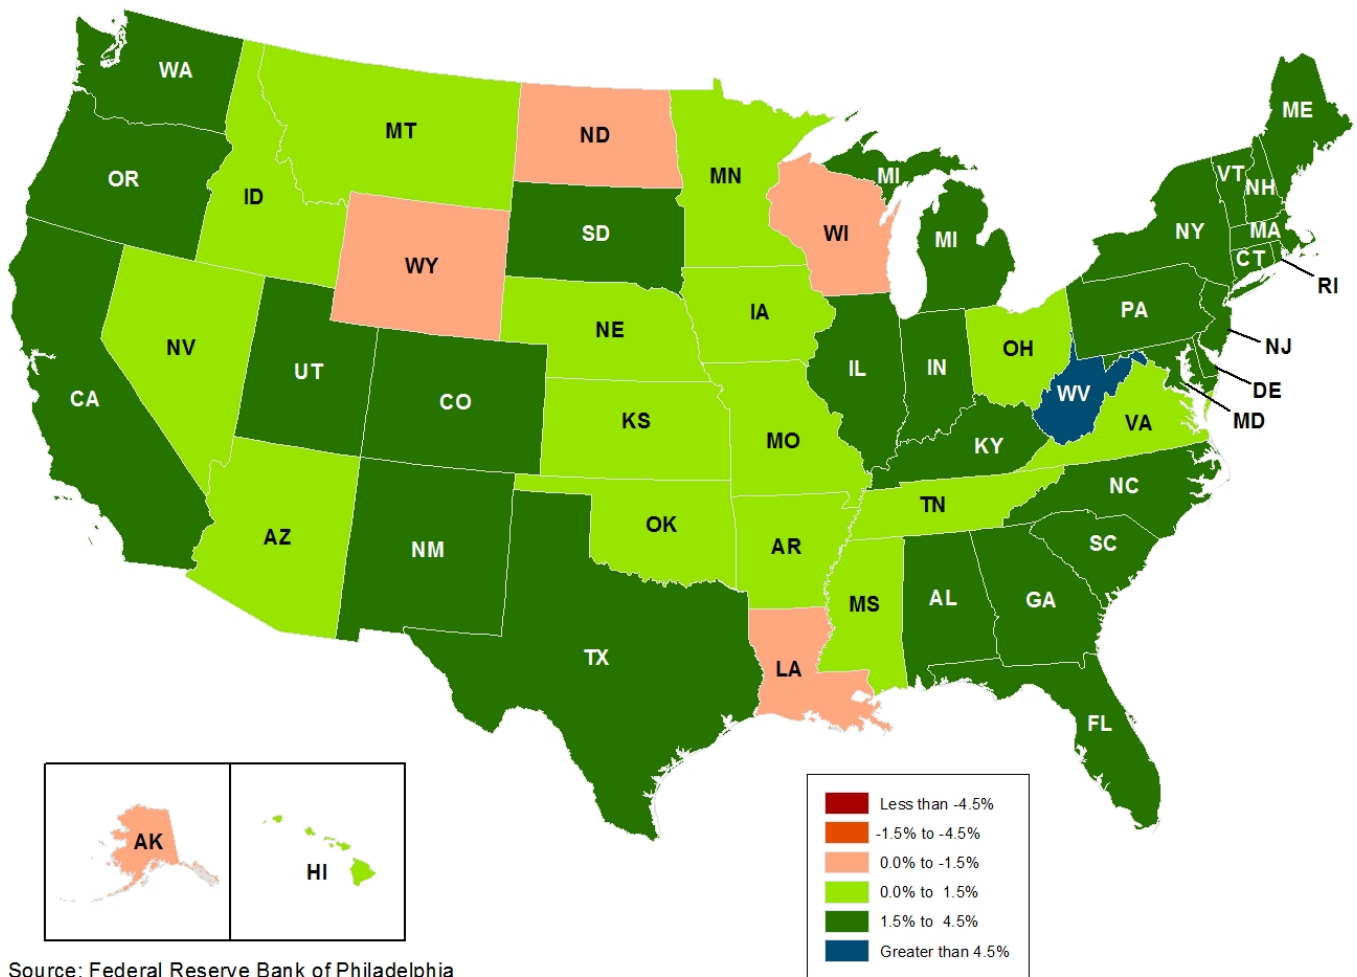 WA
ME
MT
ND
MN
VT
MI
NH
OR
ID
SD
WI
MI
NY
MA
CT
WY
RI
IA
PA
NE
NV
OH
NJ
UT
IL
IN
DE
CA
CO
WV
MD
KS
VA
MO
KY
NC
TN
OK
AZ
NM
AR
SC
MS
AL
GA
TX
LA
FL
AK
HI
Less than -4.5%
-1.5% to -4.5%
0.0% to -1.5%
0.0% to 1.5%
1.5% to 4.5%
Greater than 4.5%
Source: Federal Reserve Bank of Philadelphia